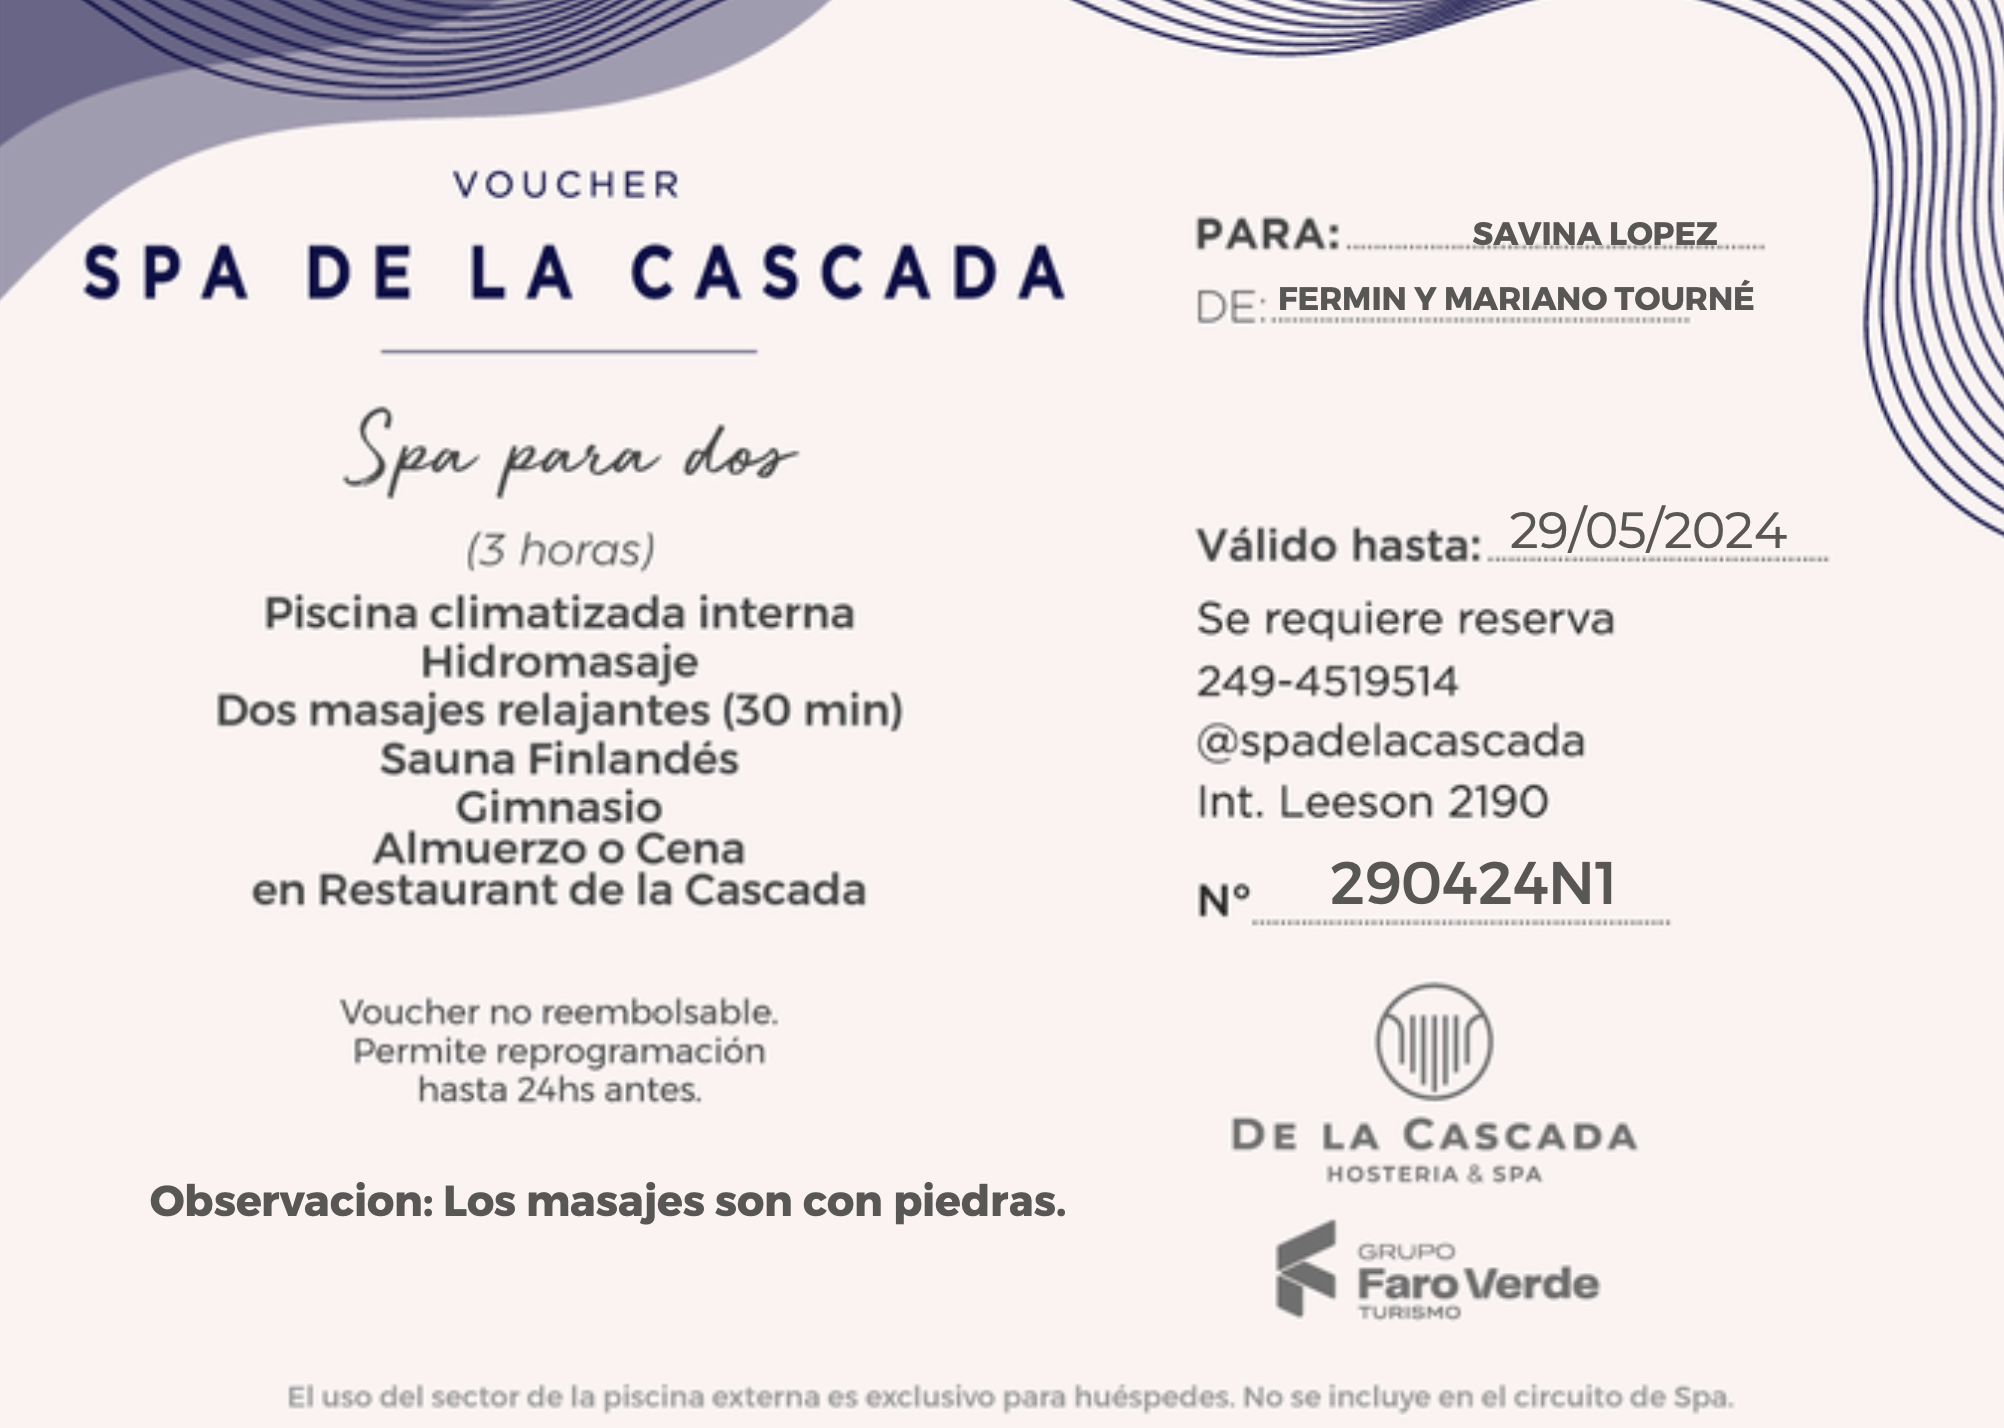 VOUCHER
SPA DE LA CASCADA
Spa para dos
(3 horas)
Piscina climatizada interna
Hidromasaje
Dos masajes relajantes (30 min)
Sauna Finlandés
Gimnasio
Almuerzo o Cena
en Restaurant de la Cascada
Voucher no reembolsable.
Permite reprogramación
hasta 24hs antes.
Observacion: Los masajes son con piedras.
PARA: SAVINA LOPEZ
DE: FERMIN Y MARIANO TOURNÉ
Válido hasta: 29/05/2024
Se requiere reserva
249-4519514
@spadelacascada
Int. Leeson 2190
Nº 290424N1
DE LA CASCADA
HOSTERIA & SPA
GRUPO
Faro Verde
TURISMO
El uso del sector de la piscina externa es exclusivo para huéspedes. No se incluye en el circuito de Spa.